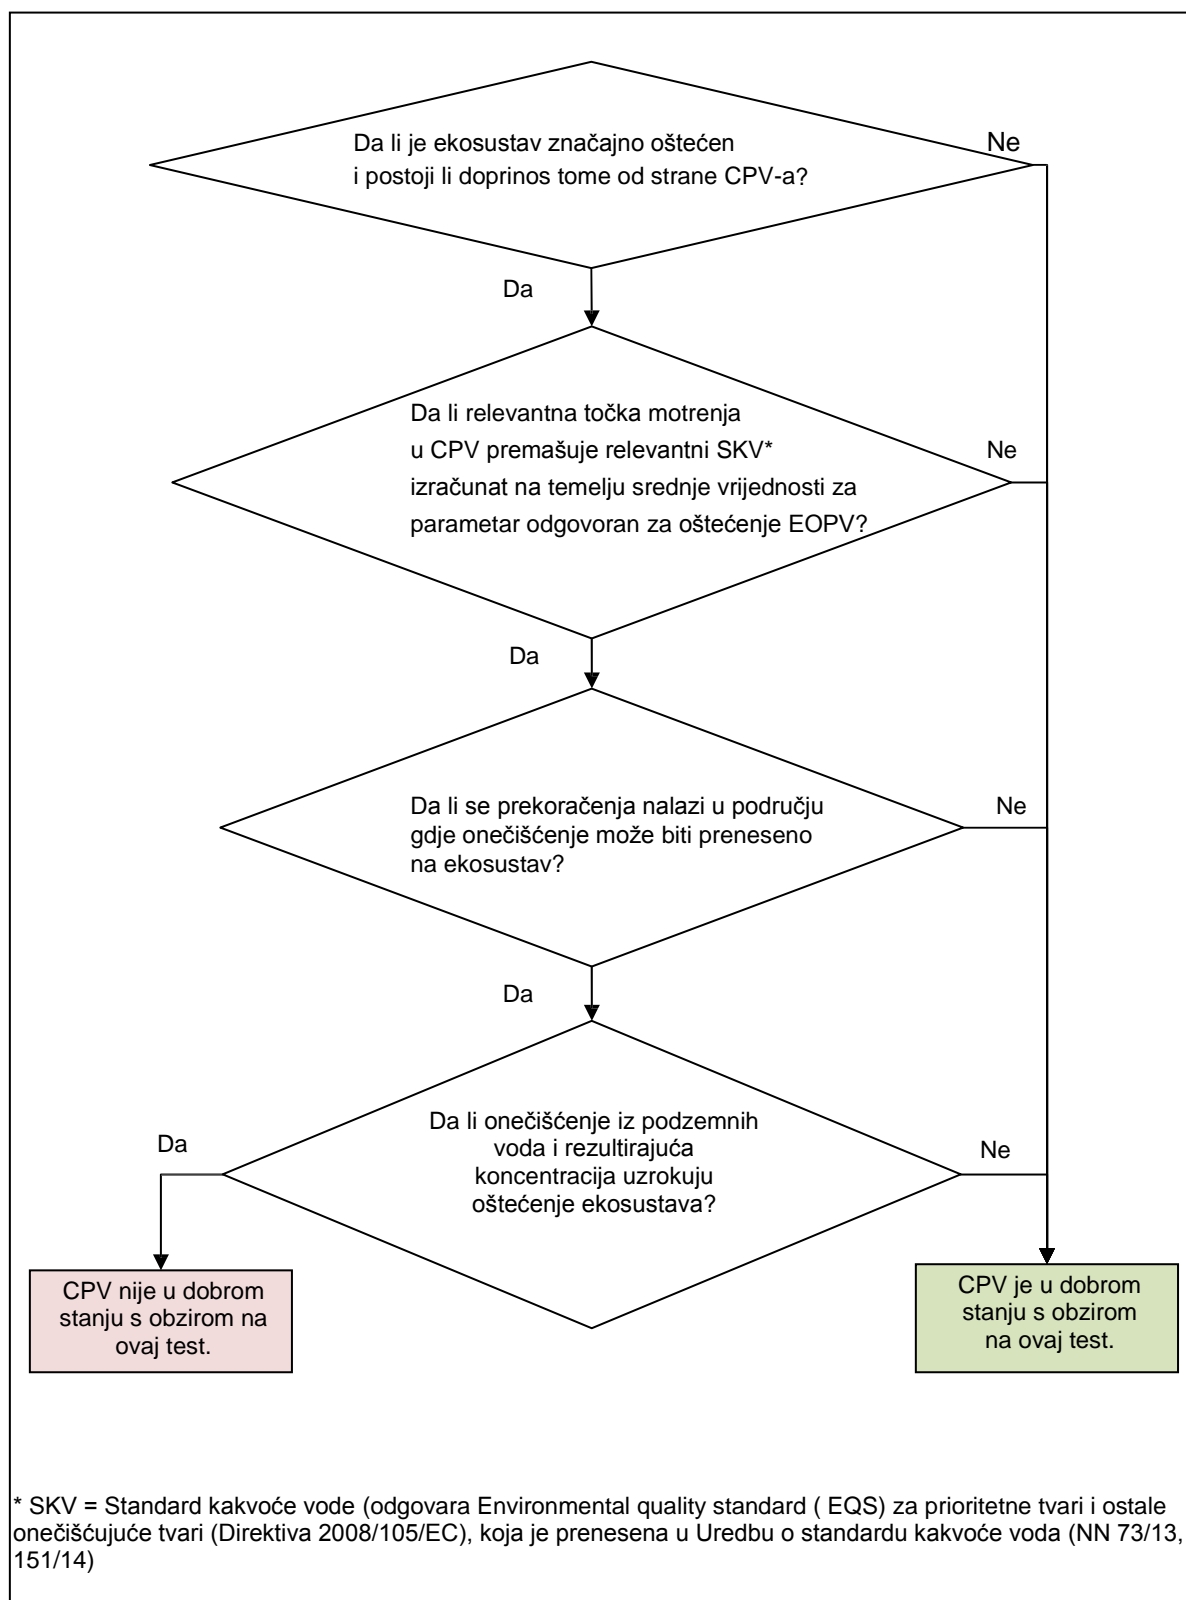 Da li je ekosustav značajno oštećen
i postoji li doprinos tome od strane CPV-a?
Ne
Da
Da li relevantna točka motrenja
u CPV premašuje relevantni SKV*
izračunat na temelju srednje vrijednosti za
parametar odgovoran za oštećenje EOPV?
Ne
Da
Da li se prekoračenja nalazi u području
gdje onečišćenje može biti preneseno
na ekosustav?
Ne
Da
Da li onečišćenje iz podzemnih
voda i rezultirajuća
koncentracija uzrokuju
oštećenje ekosustava?
Da
Ne
CPV nije u dobrom
stanju s obzirom na
ovaj test.
CPV je u dobrom
stanju s obzirom
na ovaj test.
* SKV = Standard kakvoće vode (odgovara Environmental quality standard ( EQS) za prioritetne tvari i ostale
onečišćujuće tvari (Direktiva 2008/105/EC), koja je prenesena u Uredbu o standardu kakvoće voda (NN 73/13,
151/14)